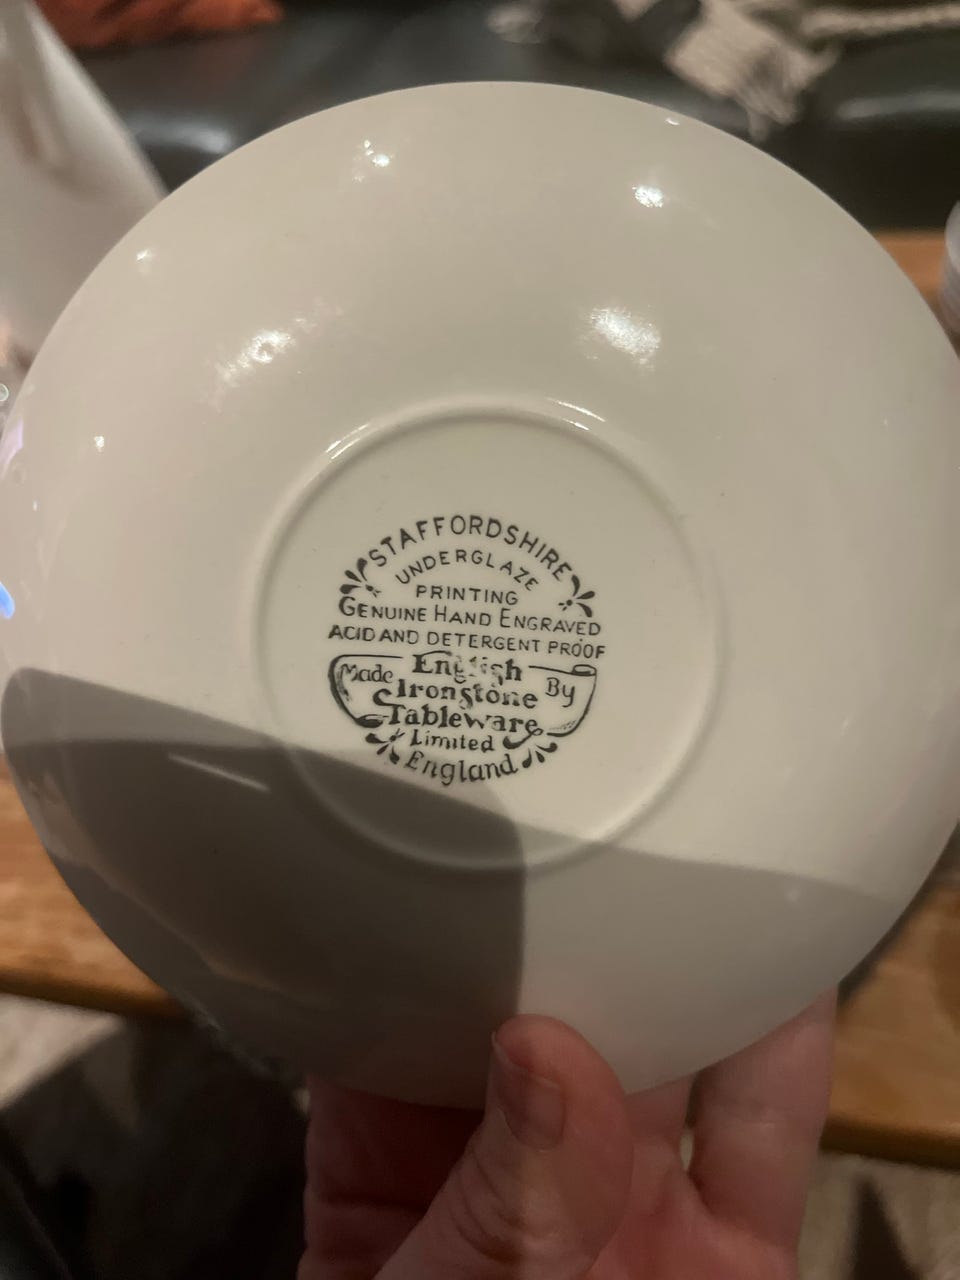 STAFFORDSHIRE
UNDERGLAZE
PRINTING
GENUINE HAND ENGRAVED
ACID AND DETERGENT PROOF
Made English By
Ironstone
Tableware
Limited
England